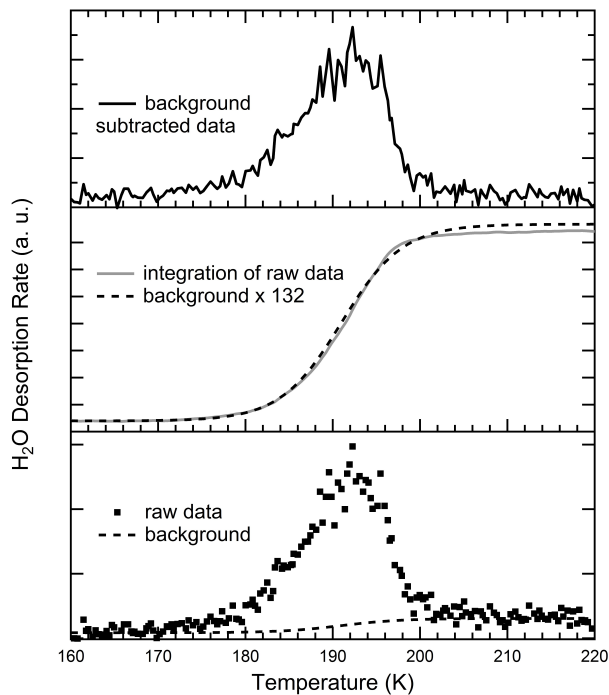 background
subtracted data
integration of raw data
background x 132
raw data
background
H₂O Desorption Rate (a. u.)
160 170 180 190 200 210 220
Temperature (K)